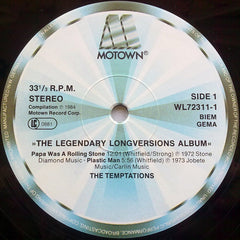 MOTOWN®
33⅓ R.P.M.
STEREO
Compilation ℗ 1984
Motown Record Corp.
LC 0881
SIDE 1
WL72311-1
BIEM
GEMA
»THE LEGENDARY LONGVERSIONS ALBUM«
Papa Was A Rolling Stone 12:01 (Whitfield/Strong) ℗ 1972 Stone
Diamond Music · Plastic Man 5:56 (Whitfield) ℗ 1973 Jobete
Music/Carlin Music
THE TEMPTATIONS